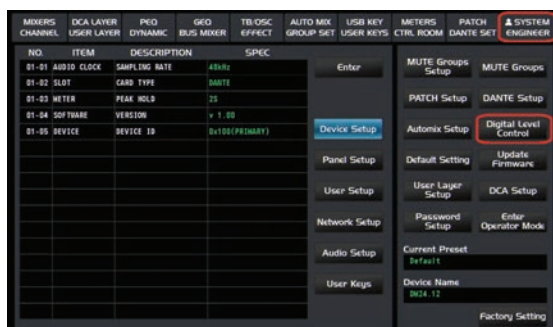 MIXERS DCA LAYER PEQ GEQ TB/OSC AUTO MIX USB KEY METERS PATCH SYSTEM
CHANNEL USER LAYER DYNAMIC BUS MIXER EFFECT GROUP SET USER KEYS CTRL ROOM DANTE SET ENGINEER
NO. ITEM DESCRIPTION SPEC
01-01 AUDIO CLOCK SAMPLING RATE 48kHz
01-02 SLOT CARD TYPE DANTE
01-03 METER PEAK HOLD 2S
01-04 SOFTWARE VERSION v 1.00
01-05 DEVICE DEVICE ID 0x100(PRIMARY)
Enter
Device Setup
Panel Setup
User Setup
Network Setup
Audio Setup
User Keys
MUTE Groups
Setup
MUTE Groups
PATCH Setup
DANTE Setup
Automix Setup
Digital Level
Control
Default Setting
Update
Firmware
User Layer
Setup
DCA Setup
Password
Setup
Enter
Operator Mode
Current Preset
Default
Device Name
DM24.12
Factory Setting